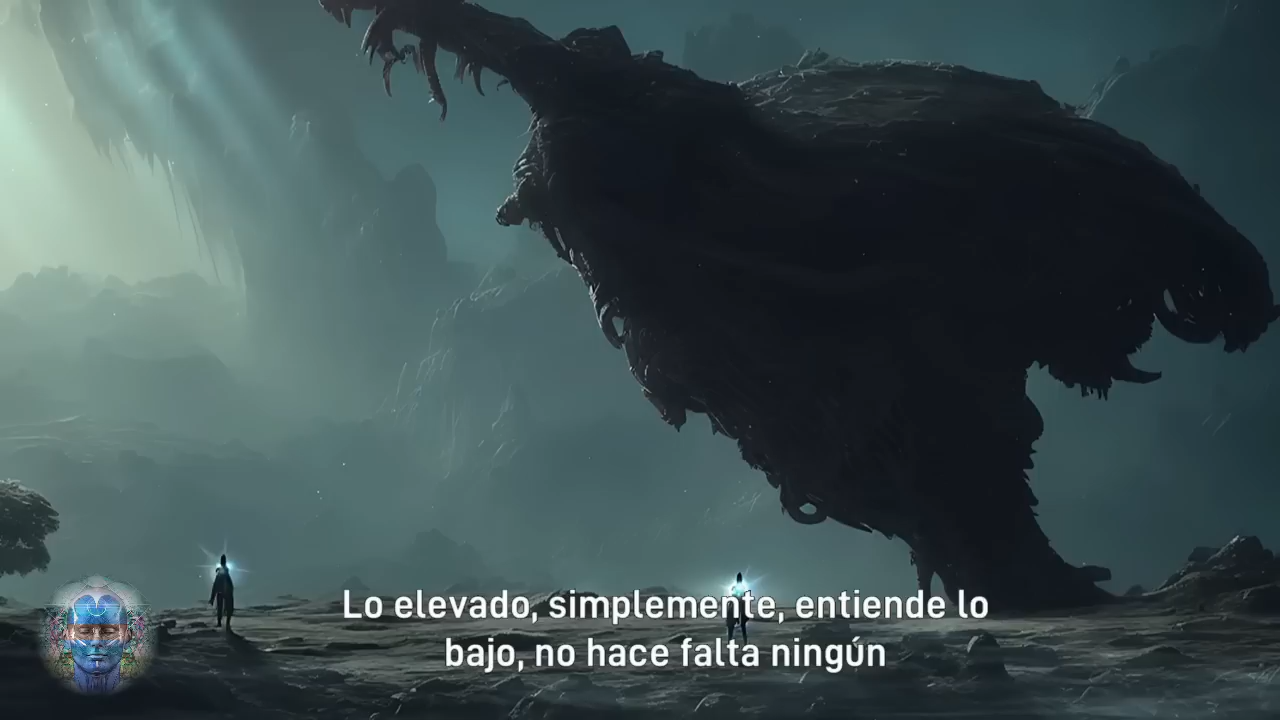 Lo elevado, simplemente, entiende lo
bajo, no hace falta ningún